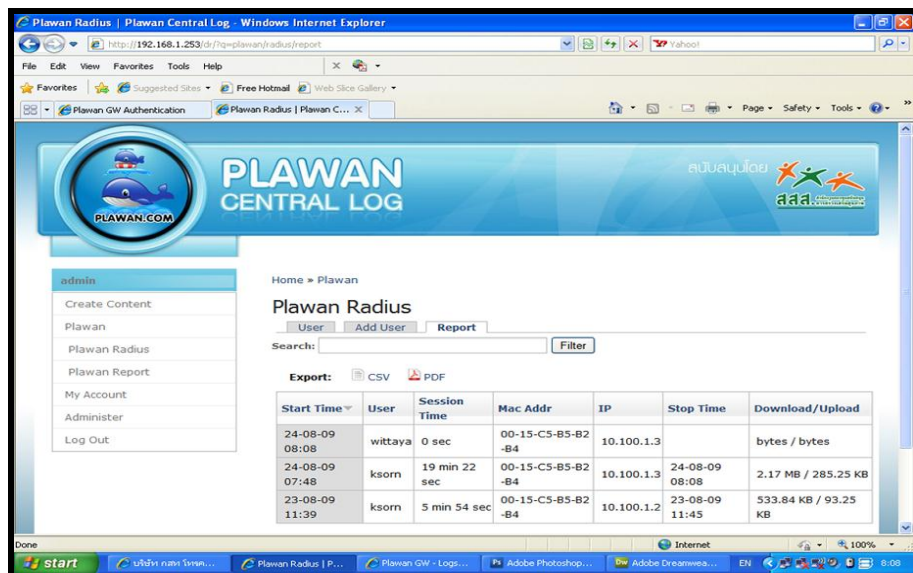 Plawan Radius | Plawan Central Log - Windows Internet Explorer
http://192.168.1.253/dr/?q=plawan/radius/report
Yahoo!
File Edit View Favorites Tools Help
Favorites Suggested Sites Free Hotmail Web Slice Gallery
Plawan GW Authentication Plawan Radius | Plawan C... Page Safety Tools
PLAWAN
CENTRAL LOG
PLAWAN.COM
สนับสนุนโดย
สสส.
admin
Create Content
Plawan
Plawan Radius
Plawan Report
My Account
Administer
Log Out
Home » Plawan
Plawan Radius
User Add User Report
Search: Filter
Export: CSV PDF
Start Time User Session Time Mac Addr IP Stop Time Download/Upload
24-08-09 08:08 wittaya 0 sec 00-15-C5-B5-B2-B4 10.100.1.3 bytes / bytes
24-08-09 07:48 ksorn 19 min 22 sec 00-15-C5-B5-B2-B4 10.100.1.3 24-08-09 08:08 2.17 MB / 285.25 KB
23-08-09 11:39 ksorn 5 min 54 sec 00-15-C5-B5-B2-B4 10.100.1.2 23-08-09 11:45 533.84 KB / 93.25 KB
Done Internet 100%
start Plawan Radius | P... Plawan GW - Logs... Adobe Photoshop... Adobe Dreamwea... EN 8:08